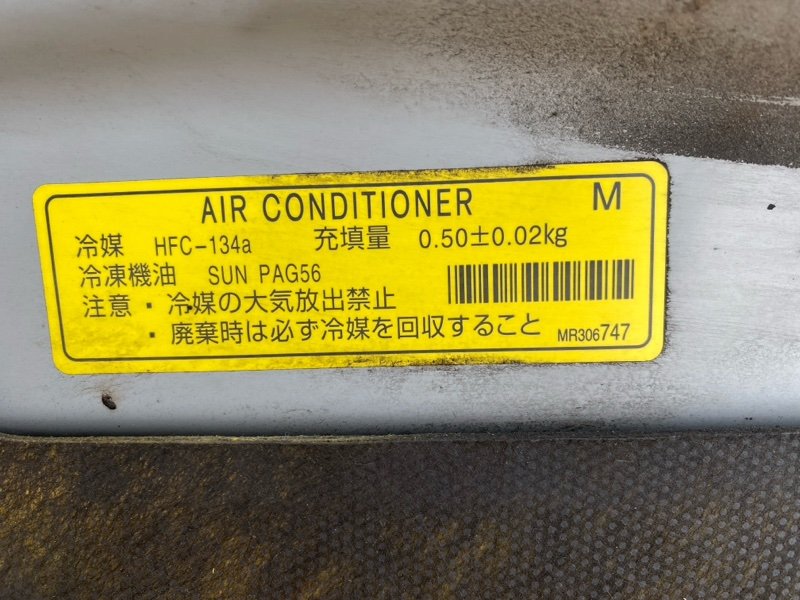 AIR CONDITIONER M
冷媒 HFC-134a 充填量 0.50±0.02kg
冷凍機油 SUN PAG56
注意・冷媒の大気放出禁止
・廃棄時は必ず冷媒を回収すること
MR306747